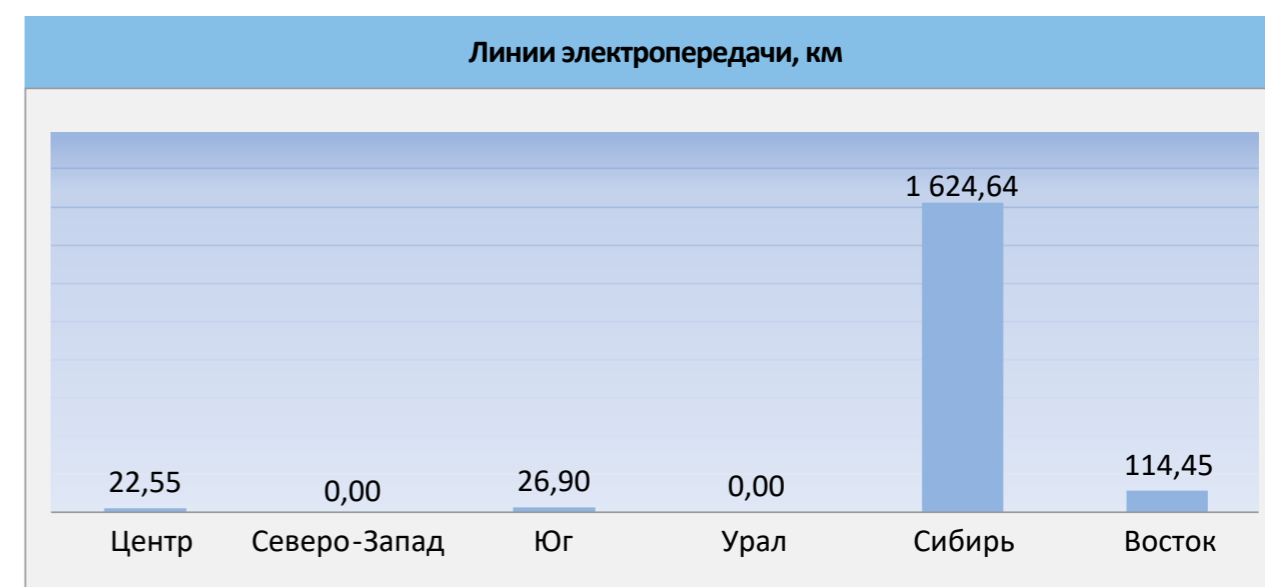 Линии электропередачи, км
1 624,64
114,45
22,55
0,00
26,90
0,00
Центр
Северо-Запад
Юг
Урал
Сибирь
Восток